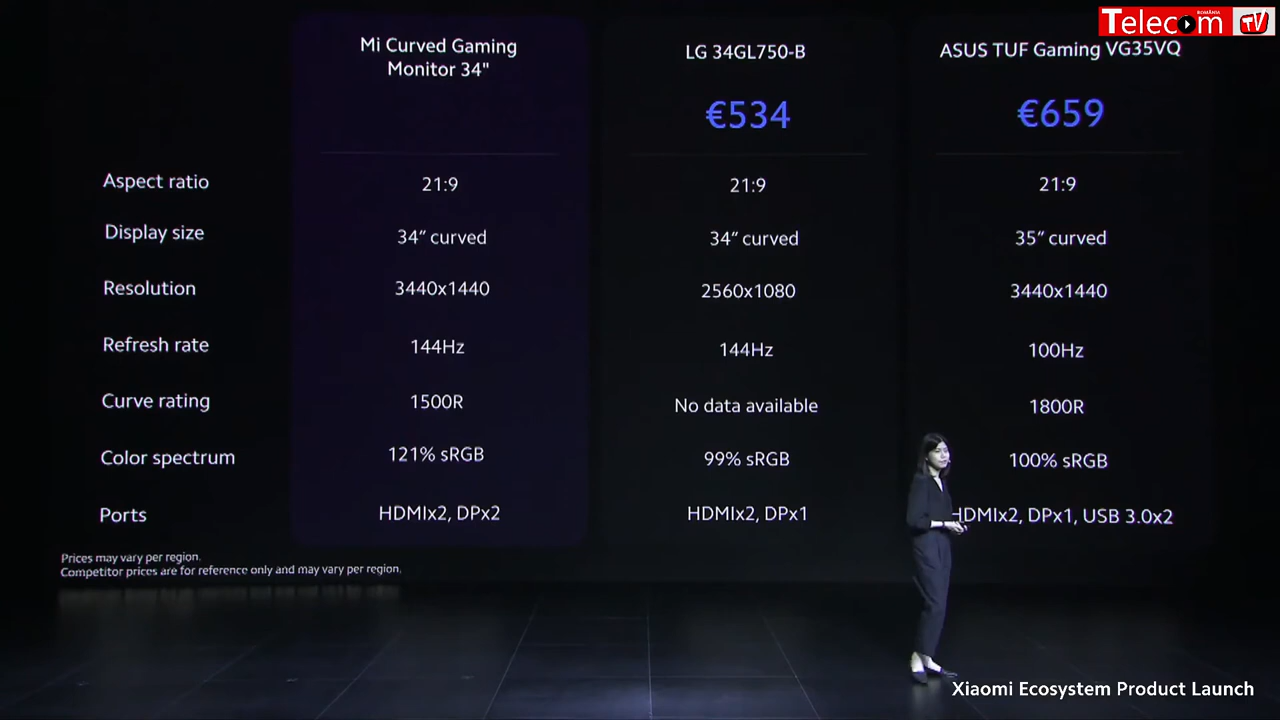 ROMÂNIA
Telecom TV
Mi Curved Gaming
Monitor 34"
LG 34GL750-B
ASUS TUF Gaming VG35VQ
€534
€659
Aspect ratio 21:9 21:9 21:9
Display size 34” curved 34” curved 35” curved
Resolution 3440x1440 2560x1080 3440x1440
Refresh rate 144Hz 144Hz 100Hz
Curve rating 1500R No data available 1800R
Color spectrum 121% sRGB 99% sRGB 100% sRGB
Ports HDMIx2, DPx2 HDMIx2, DPx1 HDMIx2, DPx1, USB 3.0x2
Prices may vary per region.
Competitor prices are for reference only and may vary per region.
Xiaomi Ecosystem Product Launch